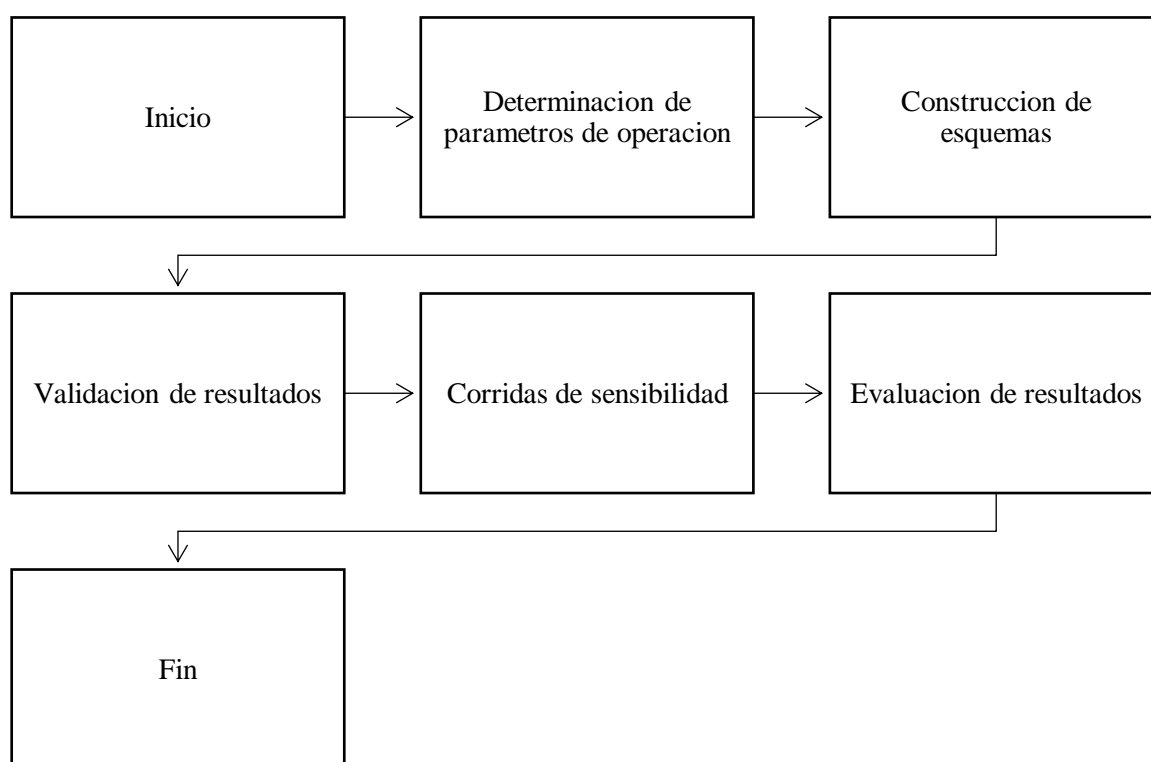 Inicio
Determinacion de
parametros de operacion
Construccion de
esquemas
Validacion de resultados
Corridas de sensibilidad
Evaluacion de resultados
Fin